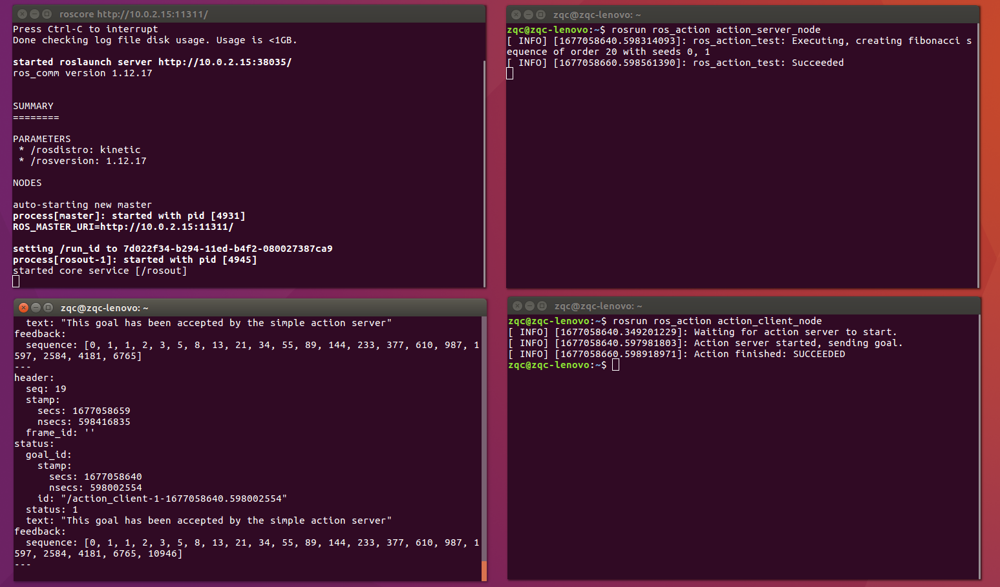 roscore http://10.0.2.15:11311/
Press Ctrl-C to interrupt
Done checking log file disk usage. Usage is <1GB.
started roslaunch server http://10.0.2.15:38035/
ros_comm version 1.12.17
SUMMARY
========
PARAMETERS
 * /rosdistro: kinetic
 * /rosversion: 1.12.17
NODES
auto-starting new master
process[master]: started with pid [4931]
ROS_MASTER_URI=http://10.0.2.15:11311/
setting /run_id to 7d022f34-b294-11ed-b4f2-080027387ca9
process[rosout-1]: started with pid [4945]
started core service [/rosout]
zqc@zqc-lenovo: ~
zqc@zqc-lenovo:~$ rosrun ros_action action_server_node
[ INFO] [1677058640.598314093]: ros_action_test: Executing, creating fibonacci s
equence of order 20 with seeds 0, 1
[ INFO] [1677058660.598561390]: ros_action_test: Succeeded
zqc@zqc-lenovo: ~
  text: "This goal has been accepted by the simple action server"
feedback:
  sequence: [0, 1, 1, 2, 3, 5, 8, 13, 21, 34, 55, 89, 144, 233, 377, 610, 987, 1
597, 2584, 4181, 6765]
---
header:
  seq: 19
  stamp:
    secs: 1677058659
    nsecs: 598416835
  frame_id: ''
status:
  goal_id:
    stamp:
      secs: 1677058640
      nsecs: 598002554
    id: "/action_client-1-1677058640.598002554"
  status: 1
  text: "This goal has been accepted by the simple action server"
feedback:
  sequence: [0, 1, 1, 2, 3, 5, 8, 13, 21, 34, 55, 89, 144, 233, 377, 610, 987, 1
597, 2584, 4181, 6765, 10946]
---
zqc@zqc-lenovo: ~
zqc@zqc-lenovo:~$ rosrun ros_action action_client_node
[ INFO] [1677058640.349201229]: Waiting for action server to start.
[ INFO] [1677058640.597981803]: Action server started, sending goal.
[ INFO] [1677058660.598918971]: Action finished: SUCCEEDED
zqc@zqc-lenovo:~$